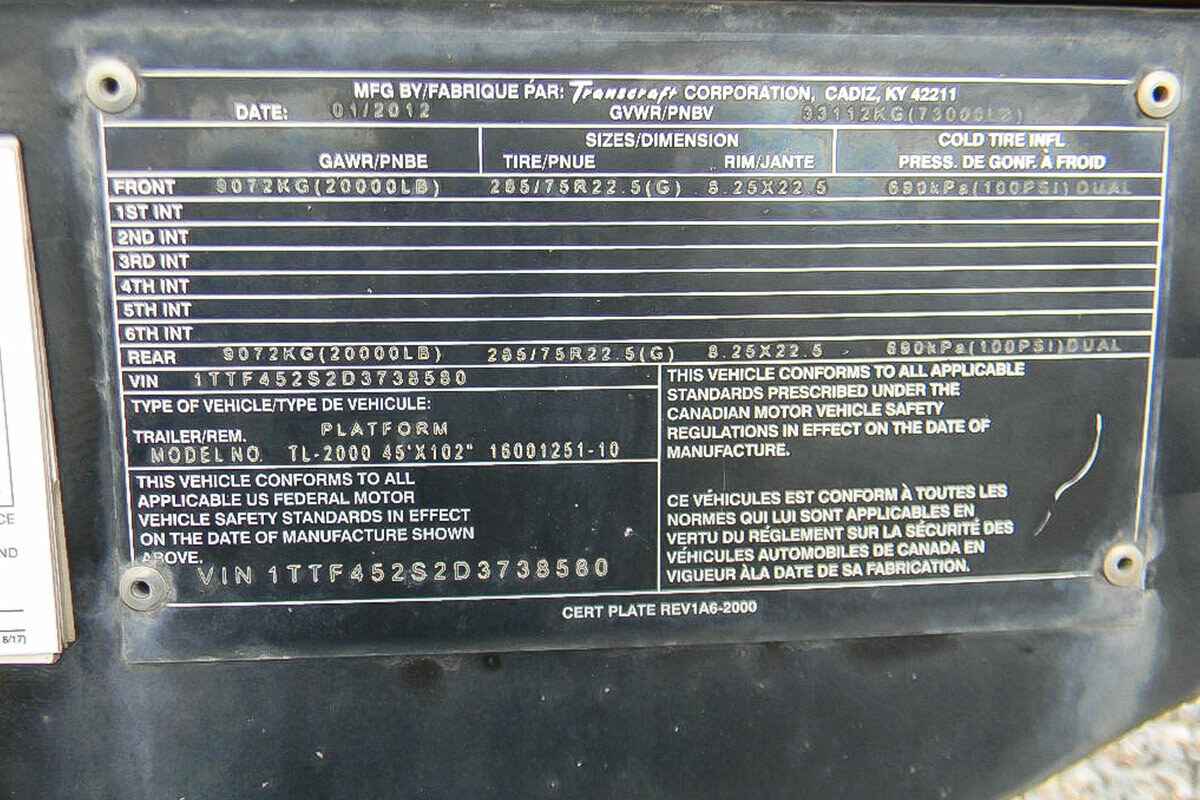 MFG BY/FABRIQUE PAR: Transcraft CORPORATION, CADIZ, KY 42211
DATE: 01/2012 GVWR/PNBV 33112KG(73000LB)
GAWR/PNBE SIZES/DIMENSION TIRE/PNUE RIM/JANTE COLD TIRE INFL PRESS. DE GONF. À FROID
FRONT 9072KG(20000LB) 285/75R22.5(G) 8.25X22.5 690kPa(100PSI)DUAL
1ST INT
2ND INT
3RD INT
4TH INT
5TH INT
6TH INT
REAR 9072KG(20000LB) 285/75R22.5(G) 8.25X22.5 690kPa(100PSI)DUAL
VIN 1TTF452S2D3738580
TYPE OF VEHICLE/TYPE DE VEHICULE:
TRAILER/REM. PLATFORM
MODEL NO. TL-2000 45'X102" 16001251-10
THIS VEHICLE CONFORMS TO ALL
APPLICABLE US FEDERAL MOTOR
VEHICLE SAFETY STANDARDS IN EFFECT
ON THE DATE OF MANUFACTURE SHOWN
ABOVE.
VIN 1TTF452S2D3738580
THIS VEHICLE CONFORMS TO ALL APPLICABLE
STANDARDS PRESCRIBED UNDER THE
CANADIAN MOTOR VEHICLE SAFETY
REGULATIONS IN EFFECT ON THE DATE OF
MANUFACTURE.
CE VÉHICULES EST CONFORM À TOUTES LES
NORMES QUI LUI SONT APPLICABLES EN
VERTU DU RÉGLEMENT SUR LA SÉCURITÉ DES
VÉHICULES AUTOMOBILES DE CANADA EN
VIGUEUR ÀLA DATE DE SA FABRICATION.
CERT PLATE REV1A6-2000